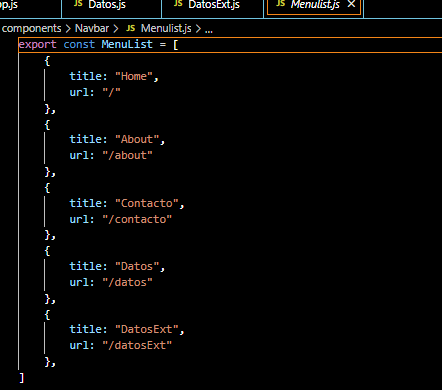 pp.js JS Datos.js JS DatosExt.js JS Menulist.js ✕
components > Navbar > JS Menulist.js > ...
export const MenuList = [
{
title: "Home",
url: "/"
},
{
title: "About",
url: "/about"
},
{
title: "Contacto",
url: "/contacto"
},
{
title: "Datos",
url: "/datos"
},
{
title: "DatosExt",
url: "/datosExt"
},
]